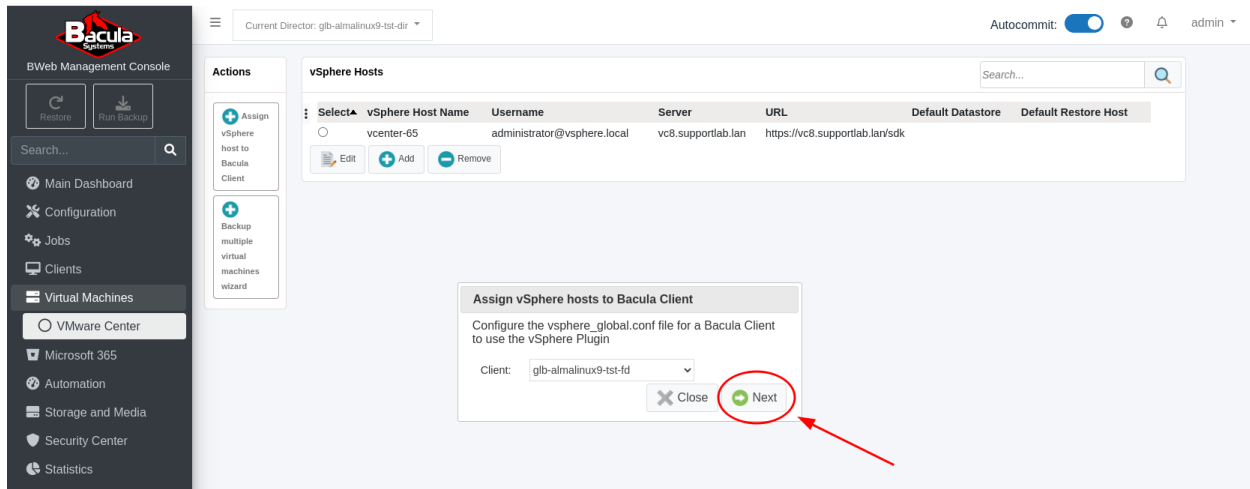 Bacula
Systems
BWeb Management Console
Restore
Run Backup
Search...
Main Dashboard
Configuration
Jobs
Clients
Virtual Machines
VMware Center
Microsoft 365
Automation
Storage and Media
Security Center
Statistics
Current Director: glb-almalinux9-tst-dir
Autocommit:
admin
Actions
Assign
vSphere
host to
Bacula
Client
Backup
multiple
virtual
machines
wizard
vSphere Hosts
Search...
Select vSphere Host Name Username Server URL Default Datastore Default Restore Host
vcenter-65 administrator@vsphere.local vc8.supportlab.lan https://vc8.supportlab.lan/sdk
Edit Add Remove
Assign vSphere hosts to Bacula Client
Configure the vsphere_global.conf file for a Bacula Client
to use the vSphere Plugin
Client: glb-almalinux9-tst-fd
Close Next